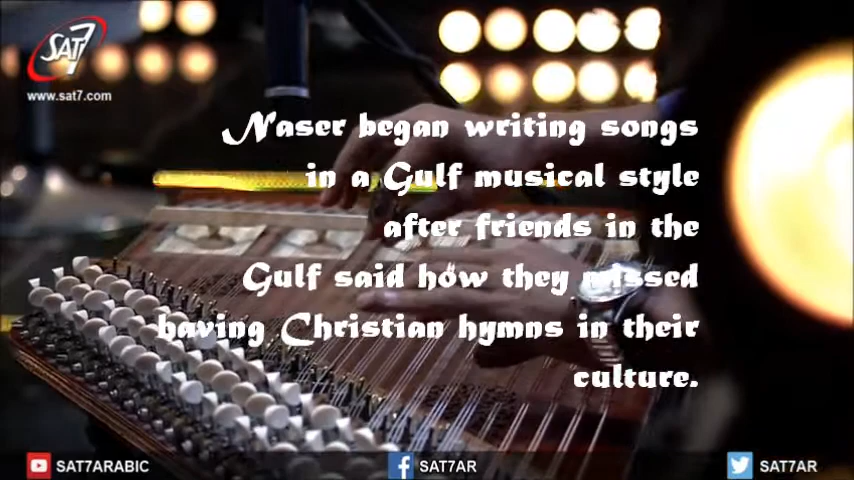 SAT7
www.sat7.com
Naser began writing songs
in a Gulf musical style
after friends in the
Gulf said how they missed
having Christian hymns in their
culture.
SAT7ARABIC
SAT7AR
SAT7AR